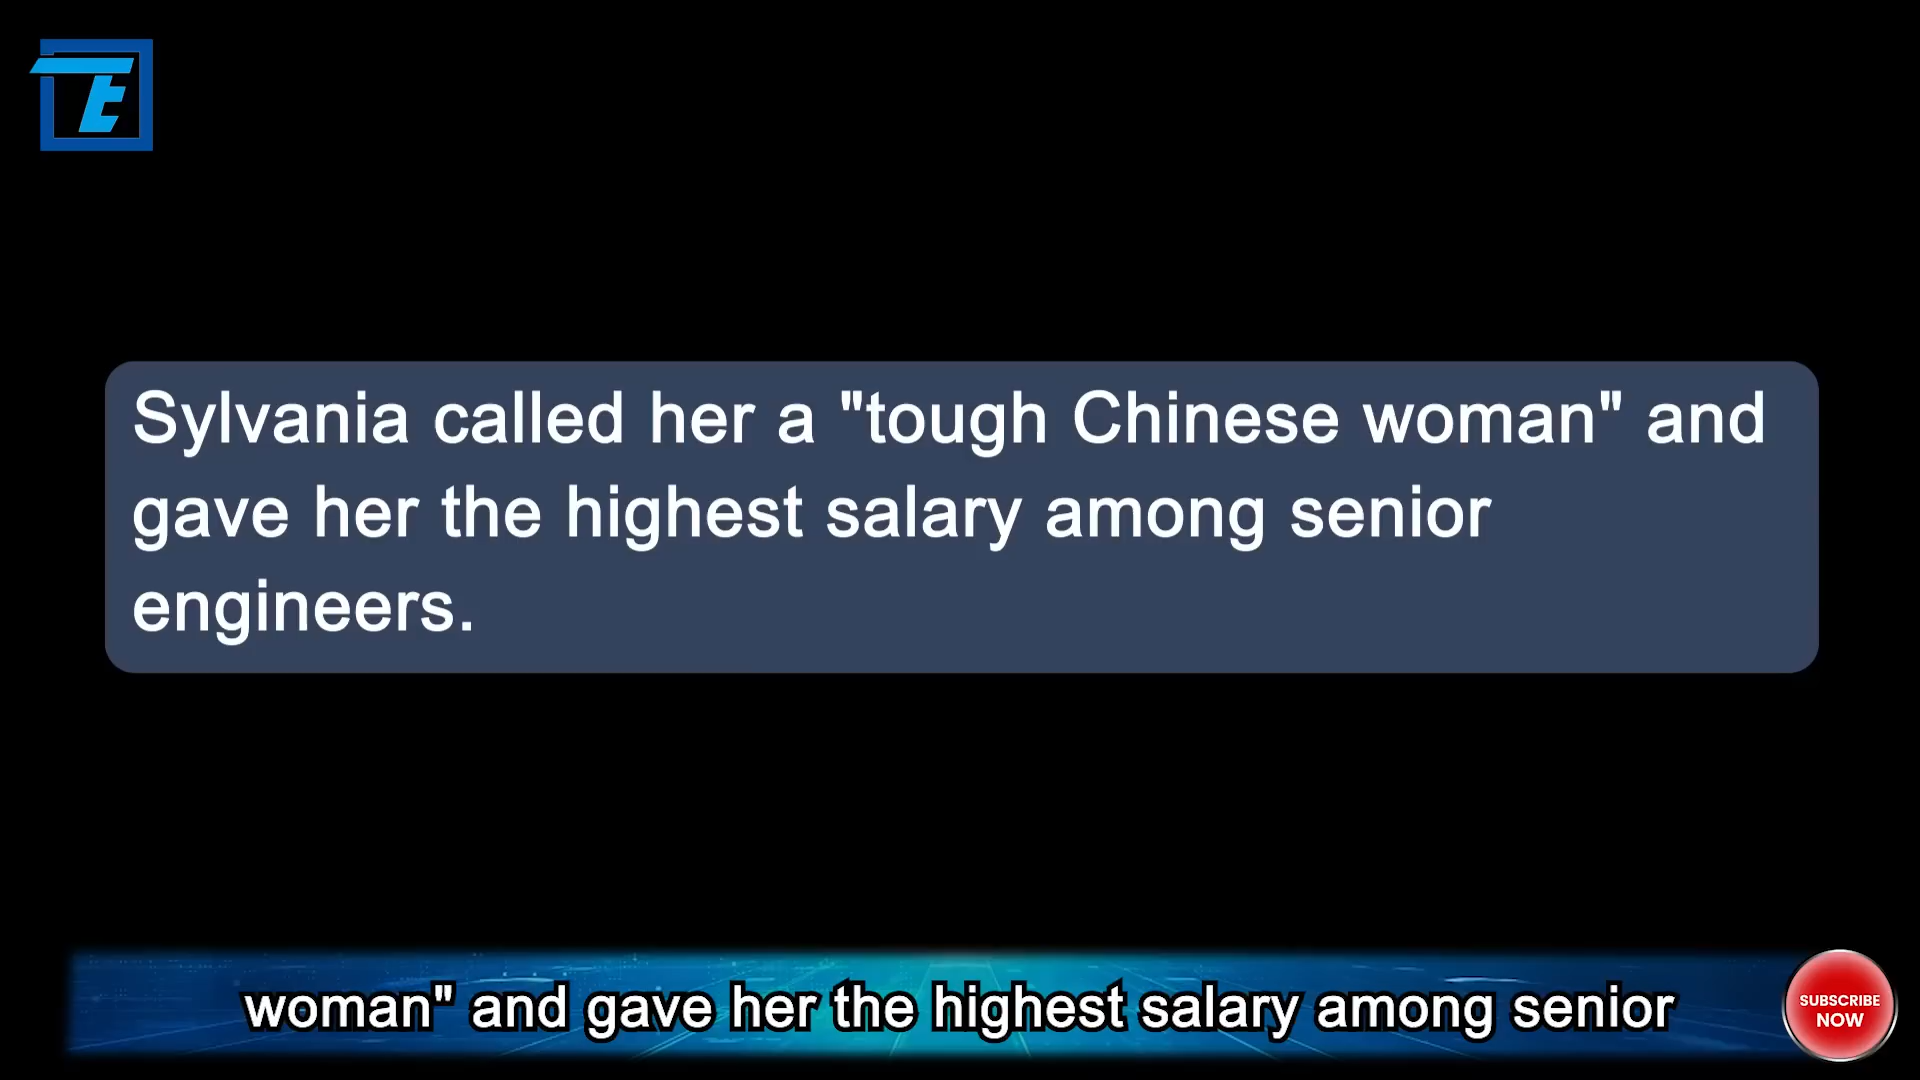 Sylvania called her a "tough Chinese woman" and
gave her the highest salary among senior
engineers.
woman" and gave her the highest salary among senior
SUBSCRIBE
NOW